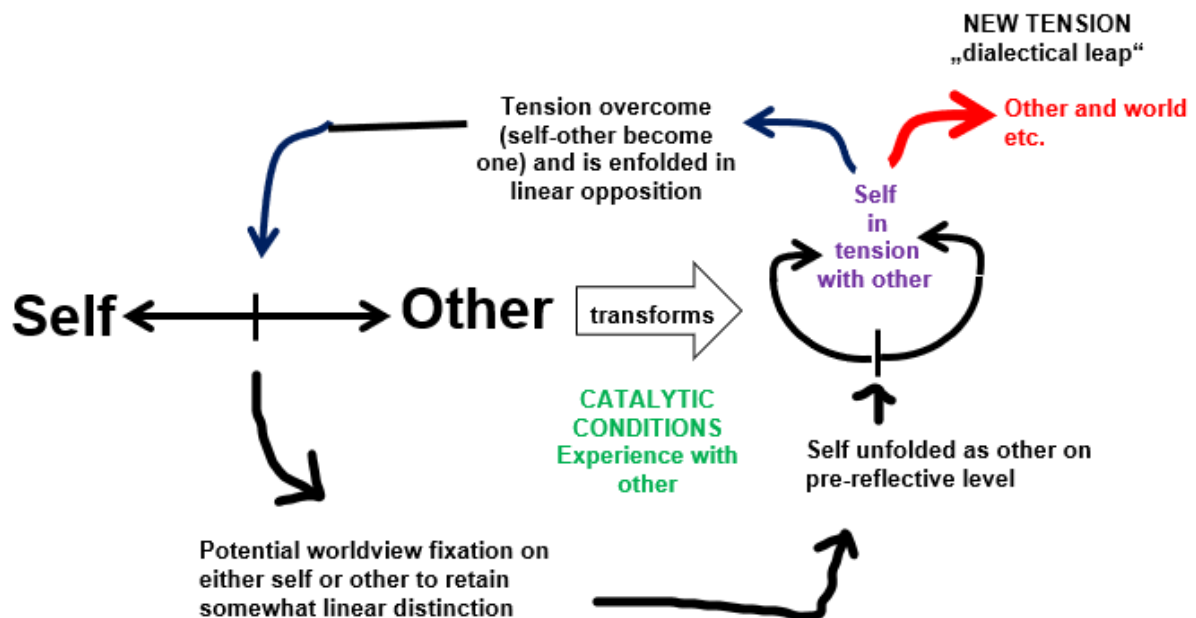 NEW TENSION
„dialectical leap“
Other and world
etc.
Tension overcome
(self-other become
one) and is enfolded in
linear opposition
Self
in
tension
with other
Self
Other
transforms
CATALYTIC
CONDITIONS
Experience with
other
Self unfolded as other on
pre-reflective level
Potential worldview fixation on
either self or other to retain
somewhat linear distinction